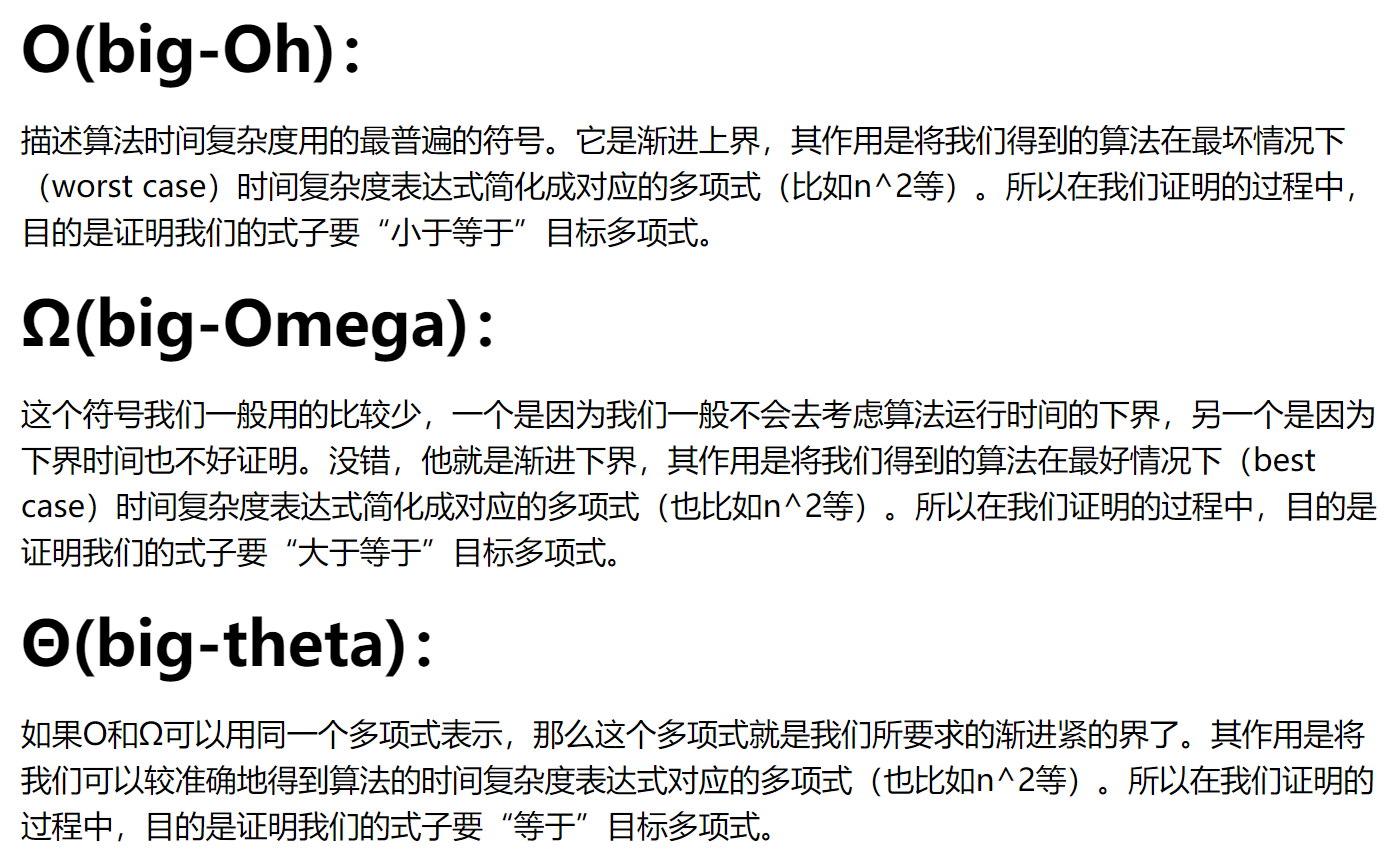 O(big-Oh)：
描述算法时间复杂度用的最普遍的符号。它是渐进上界，其作用是将我们得到的算法在最坏情况下
（worst case）时间复杂度表达式简化成对应的多项式（比如n^2等）。所以在我们证明的过程中，
目的是证明我们的式子要“小于等于”目标多项式。
Ω(big-Omega)：
这个符号我们一般用的比较少，一个是因为我们一般不会去考虑算法运行时间的下界，另一个是因为
下界时间也不好证明。没错，他就是渐进下界，其作用是将我们得到的算法在最好情况下（best
case）时间复杂度表达式简化成对应的多项式（也比如n^2等）。所以在我们证明的过程中，目的是
证明我们的式子要“大于等于”目标多项式。
Θ(big-theta)：
如果O和Ω可以用同一个多项式表示，那么这个多项式就是我们所要求的渐进紧的界了。其作用是将
我们可以较准确地得到算法的时间复杂度表达式对应的多项式（也比如n^2等）。所以在我们证明的
过程中，目的是证明我们的式子要“等于”目标多项式。